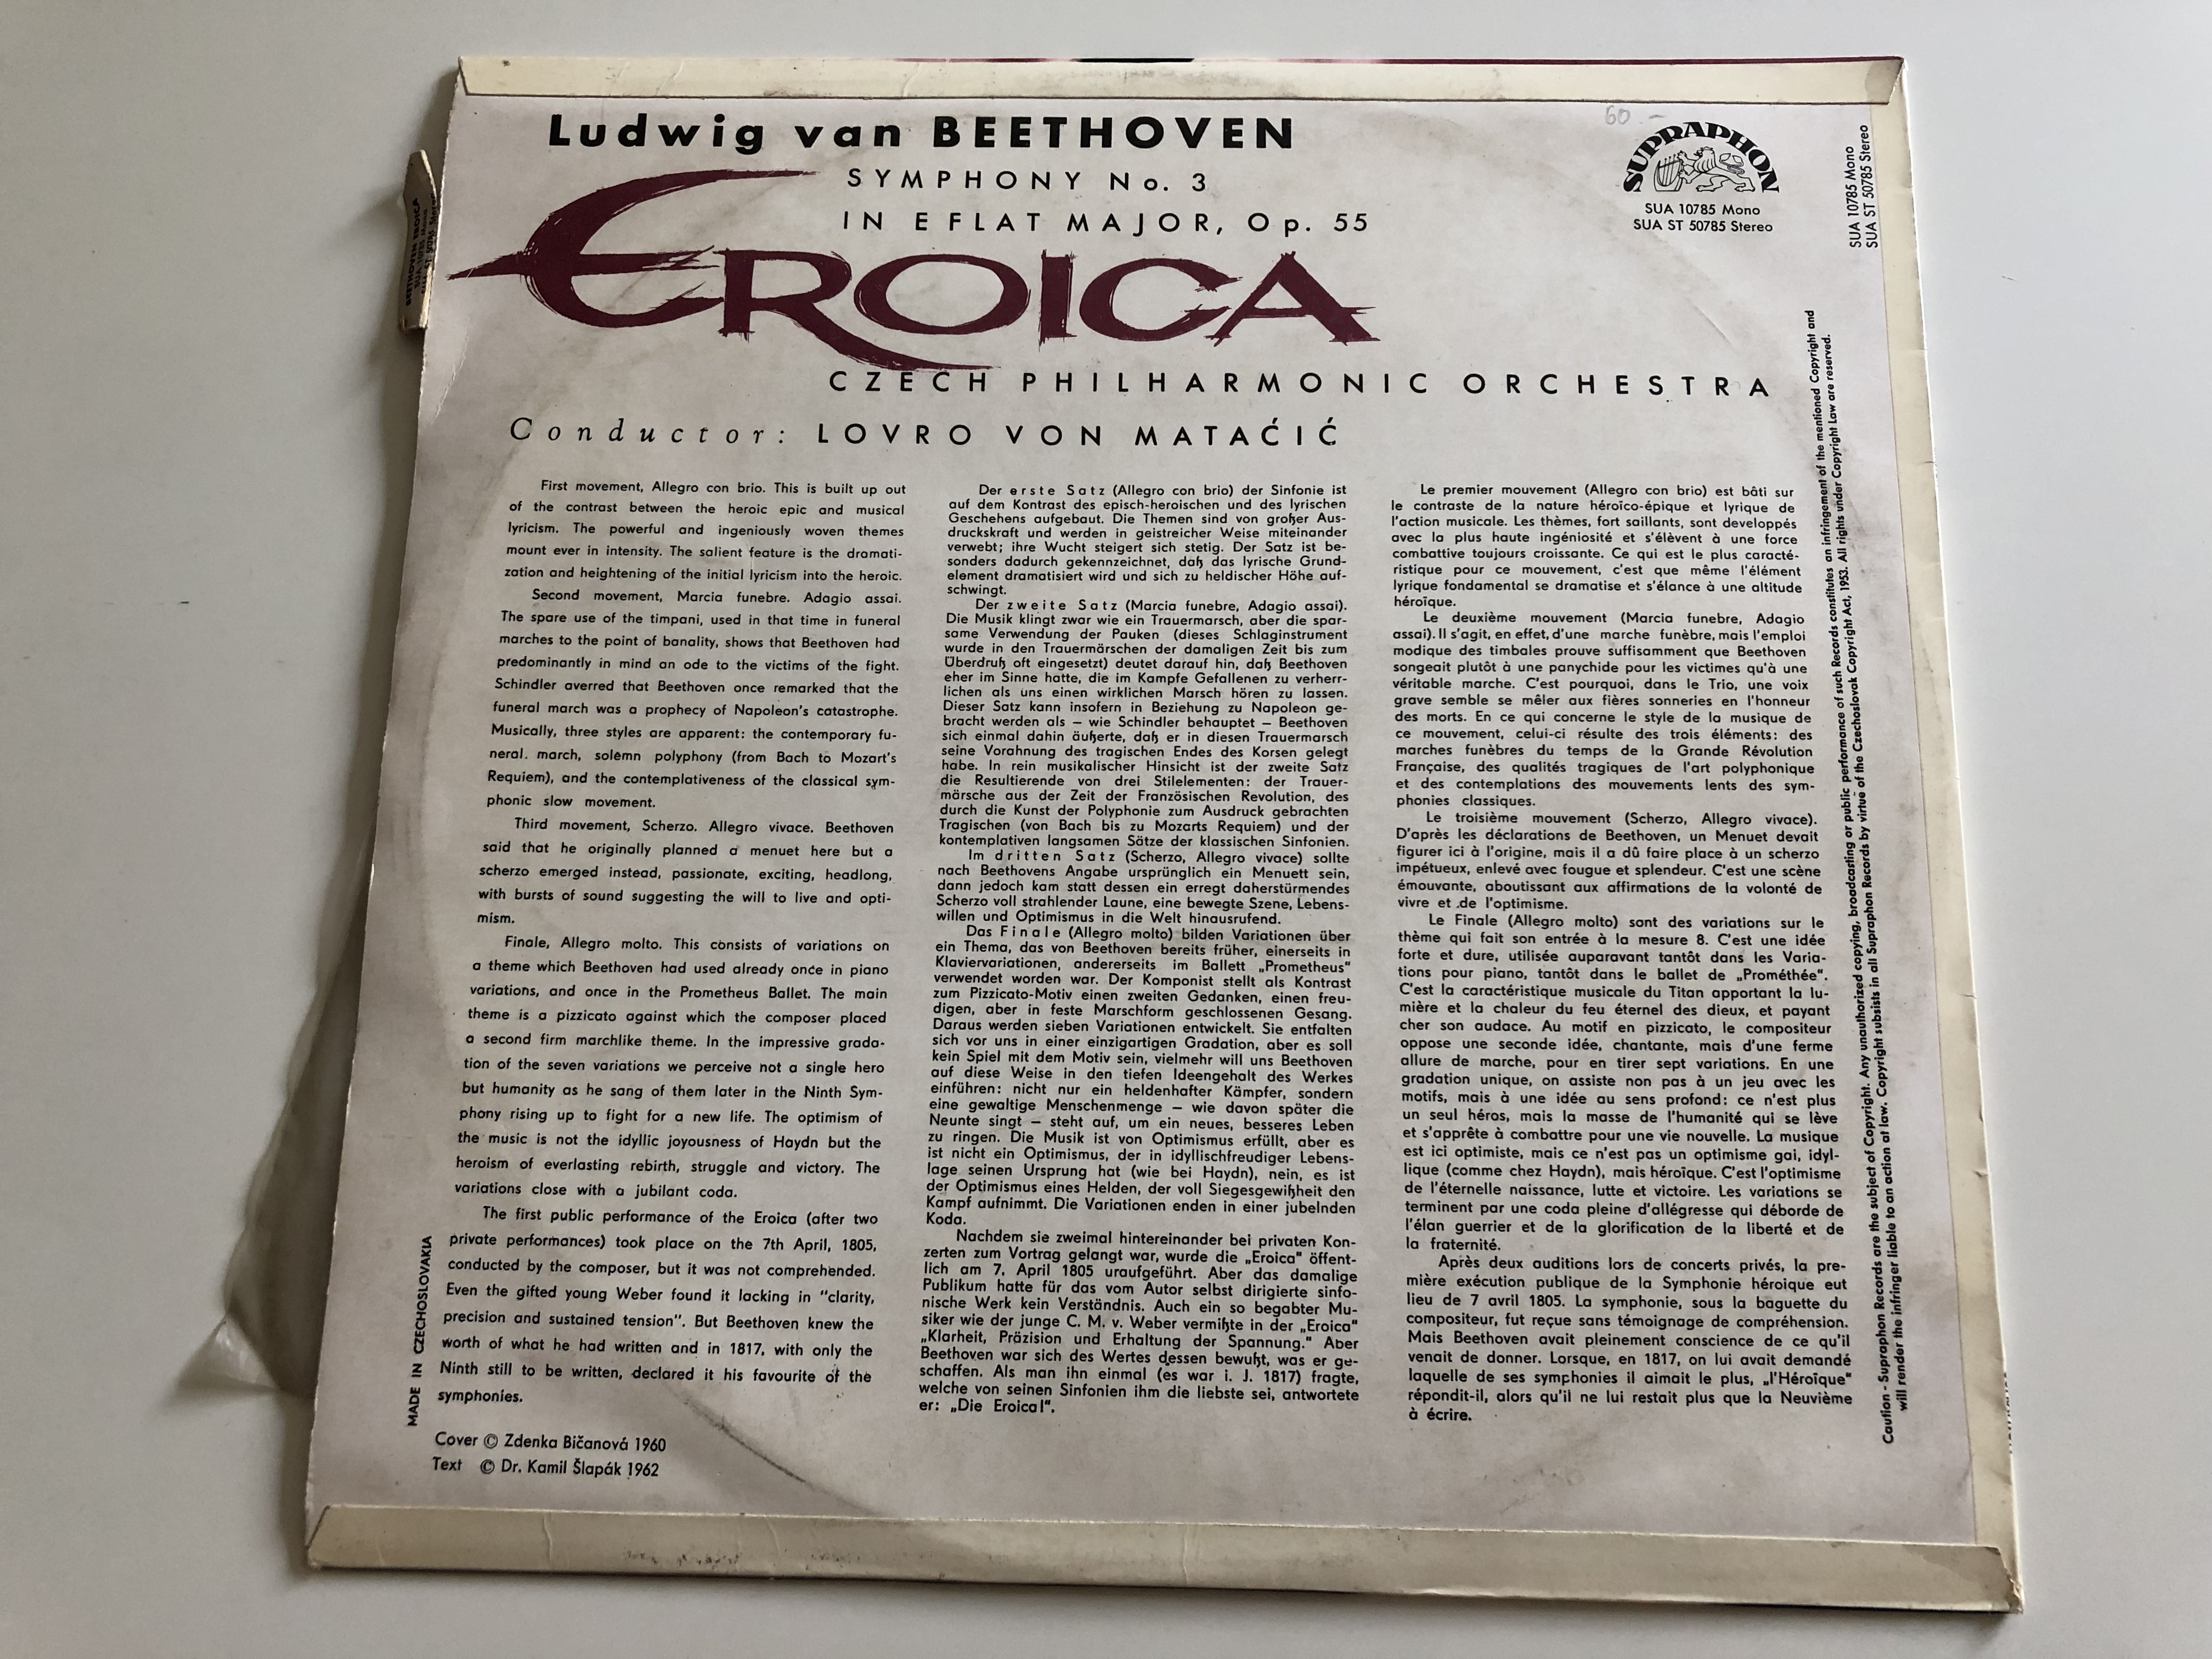 Ludwig van BEETHOVEN
SYMPHONY No. 3
IN E FLAT MAJOR, Op. 55
EROICA
CZECH PHILHARMONIC ORCHESTRA
Conductor: LOVRO VON MATAĆIĆ
60.–
SUPRAPHON
SUA 10785 Mono
SUA ST 50785 Stereo
SUA 10785 Mono
SUA ST 50785 Stereo
BEETHOVEN EROICA
SUA 10785 Mono
SUA ST 50785 Stereo
First movement, Allegro con brio. This is built up out
of the contrast between the heroic epic and musical
lyricism. The powerful and ingeniously woven themes
mount ever in intensity. The salient feature is the dramati-
zation and heightening of the initial lyricism into the heroic.
Second movement, Marcia funebre. Adagio assai.
The spare use of the timpani, used in that time in funeral
marches to the point of banality, shows that Beethoven had
predominantly in mind an ode to the victims of the fight.
Schindler averred that Beethoven once remarked that the
funeral march was a prophecy of Napoleon's catastrophe.
Musically, three styles are apparent: the contemporary fu-
neral. march, solemn polyphony (from Bach to Mozart's
Requiem), and the contemplativeness of the classical sym-
phonic slow movement.
Third movement, Scherzo. Allegro vivace. Beethoven
said that he originally planned a menuet here but a
scherzo emerged instead, passionate, exciting, headlong,
with bursts of sound suggesting the will to live and opti-
mism.
Finale, Allegro molto. This consists of variations on
a theme which Beethoven had used already once in piano
variations, and once in the Prometheus Ballet. The main
theme is a pizzicato against which the composer placed
a second firm marchlike theme. In the impressive grada-
tion of the seven variations we perceive not a single hero
but humanity as he sang of them later in the Ninth Sym-
phony rising up to fight for a new life. The optimism of
the music is not the idyllic joyousness of Haydn but the
heroism of everlasting rebirth, struggle and victory. The
variations close with a jubilant coda.
The first public performance of the Eroica (after two
private performances) took place on the 7th April, 1805,
conducted by the composer, but it was not comprehended.
Even the gifted young Weber found it lacking in "clarity,
precision and sustained tension". But Beethoven knew the
worth of what he had written and in 1817, with only the
Ninth still to be written, declared it his favourite of the
symphonies.
Cover © Zdenka Bičanová 1960
Text © Dr. Kamil Šlapák 1962
MADE IN CZECHOSLOVAKIA
Der erste Satz (Allegro con brio) der Sinfonie ist
auf dem Kontrast des episch-heroischen und des lyrischen
Geschehens aufgebaut. Die Themen sind von großer Aus-
druckskraft und werden in geistreicher Weise miteinander
verwebt; ihre Wucht steigert sich stetig. Der Satz ist be-
sonders dadurch gekennzeichnet, daß das lyrische Grund-
element dramatisiert wird und sich zu heldischer Höhe auf-
schwingt.
Der zweite Satz (Marcia funebre, Adagio assai).
Die Musik klingt zwar wie ein Trauermarsch, aber die spar-
same Verwendung der Pauken (dieses Schlaginstrument
wurde in den Trauermärschen der damaligen Zeit bis zum
Überdruß oft eingesetzt) deutet darauf hin, daß Beethoven
eher im Sinne hatte, die im Kampfe Gefallenen zu verherr-
lichen als uns einen wirklichen Marsch hören zu lassen.
Dieser Satz kann insofern in Beziehung zu Napoleon ge-
bracht werden als – wie Schindler behauptet – Beethoven
sich einmal dahin äußerte, daß er in diesen Trauermarsch
seine Vorahnung des tragischen Endes des Korsen gelegt
habe. In rein musikalischer Hinsicht ist der zweite Satz
die Resultierende von drei Stilelementen: der Trauer-
märsche aus der Zeit der Französischen Revolution, des
durch die Kunst der Polyphonie zum Ausdruck gebrachten
Tragischen (von Bach bis zu Mozarts Requiem) und der
kontemplativen langsamen Sätze der klassischen Sinfonien.
Im dritten Satz (Scherzo, Allegro vivace) sollte
nach Beethovens Angabe ursprünglich ein Menuett sein,
dann jedoch kam statt dessen ein erregt daherstürmendes
Scherzo voll strahlender Laune, eine bewegte Szene, Lebens-
willen und Optimismus in die Welt hinausrufend.
Das Finale (Allegro molto) bilden Variationen über
ein Thema, das von Beethoven bereits früher, einerseits in
Klaviervariationen, andererseits im Ballett „Prometheus"
verwendet worden war. Der Komponist stellt als Kontrast
zum Pizzicato-Motiv einen zweiten Gedanken, einen freu-
digen, aber in feste Marschform geschlossenen Gesang.
Daraus werden sieben Variationen entwickelt. Sie entfalten
sich vor uns in einer einzigartigen Gradation, aber es soll
kein Spiel mit dem Motiv sein, vielmehr will uns Beethoven
auf diese Weise in den tiefen Ideengehalt des Werkes
einführen: nicht nur ein heldenhafter Kämpfer, sondern
eine gewaltige Menschenmenge – wie davon später die
Neunte singt – steht auf, um ein neues, besseres Leben
zu ringen. Die Musik ist von Optimismus erfüllt, aber es
ist nicht ein Optimismus, der in idyllischfreudiger Lebens-
lage seinen Ursprung hat (wie bei Haydn), nein, es ist
der Optimismus eines Helden, der voll Siegesgewißheit den
Kampf aufnimmt. Die Variationen enden in einer jubelnden
Koda.
Nachdem sie zweimal hintereinander bei privaten Kon-
zerten zum Vortrag gelangt war, wurde die „Eroica" öffent-
lich am 7. April 1805 uraufgeführt. Aber das damalige
Publikum hatte für das vom Autor selbst dirigierte sinfo-
nische Werk kein Verständnis. Auch ein so begabter Mu-
siker wie der junge C. M. v. Weber vermißte in der „Eroica"
„Klarheit, Präzision und Erhaltung der Spannung." Aber
Beethoven war sich des Wertes dessen bewußt, was er ge-
schaffen. Als man ihn einmal (es war i. J. 1817) fragte,
welche von seinen Sinfonien ihm die liebste sei, antwortete
er: „Die Eroica!".
Le premier mouvement (Allegro con brio) est bâti sur
le contraste de la nature héroïco-épique et lyrique de
l'action musicale. Les thèmes, fort saillants, sont developpés
avec la plus haute ingéniosité et s'élèvent à une force
combattive toujours croissante. Ce qui est le plus caracté-
ristique pour ce mouvement, c'est que même l'élément
lyrique fondamental se dramatise et s'élance à une altitude
héroïque.
Le deuxième mouvement (Marcia funebre, Adagio
assai). Il s'agit, en effet, d'une marche funèbre, mais l'emploi
modique des timbales prouve suffisamment que Beethoven
songeait plutôt à une panychide pour les victimes qu'à une
véritable marche. C'est pourquoi, dans le Trio, une voix
grave semble se mêler aux fières sonneries en l'honneur
des morts. En ce qui concerne le style de la musique de
ce mouvement, celui-ci résulte des trois éléments: des
marches funèbres du temps de la Grande Révolution
Française, des qualités tragiques de l'art polyphonique
et des contemplations des mouvements lents des sym-
phonies classiques.
Le troisième mouvement (Scherzo, Allegro vivace).
D'après les déclarations de Beethoven, un Menuet devait
figurer ici à l'origine, mais il a dû faire place à un scherzo
impétueux, enlevé avec fougue et splendeur. C'est une scène
émouvante, aboutissant aux affirmations de la volonté de
vivre et de l'optimisme.
Le Finale (Allegro molto) sont des variations sur le
thème qui fait son entrée à la mesure 8. C'est une idée
forte et dure, utilisée auparavant tantôt dans les Varia-
tions pour piano, tantôt dans le ballet de „Prométhée".
C'est la caractéristique musicale du Titan apportant la lu-
mière et la chaleur du feu éternel des dieux, et payant
cher son audace. Au motif en pizzicato, le compositeur
oppose une seconde idée, chantante, mais d'une ferme
allure de marche, pour en tirer sept variations. En une
gradation unique, on assiste non pas à un jeu avec les
motifs, mais à une idée au sens profond: ce n'est plus
un seul héros, mais la masse de l'humanité qui se lève
et s'apprête à combattre pour une vie nouvelle. La musique
est ici optimiste, mais ce n'est pas un optimisme gai, idyl-
lique (comme chez Haydn), mais héroïque. C'est l'optimisme
de l'éternelle naissance, lutte et victoire. Les variations se
terminent par une coda pleine d'allégresse qui déborde de
l'élan guerrier et de la glorification de la liberté et de
la fraternité.
Après deux auditions lors de concerts privés, la pre-
mière exécution publique de la Symphonie héroique eut
lieu de 7 avril 1805. La symphonie, sous la baguette du
compositeur, fut reçue sans témoignage de compréhension.
Mais Beethoven avait pleinement conscience de ce qu'il
venait de donner. Lorsque, en 1817, on lui avait demandé
laquelle de ses symphonies il aimait le plus, „l'Héroïque"
répondit-il, alors qu'il ne lui restait plus que la Neuvième
à écrire.
Caution - Supraphon Records are the subject of Copyright. Any unauthorized copying, broadcasting or public performance of such Records constitutes an infringement of the mentioned Copyright and
will render the infringer liable to an action at law. Copyright subsists in all Supraphon Records by virtue of the Czechoslovak Copyright Act, 1953. All rights under Copyright Law are reserved.